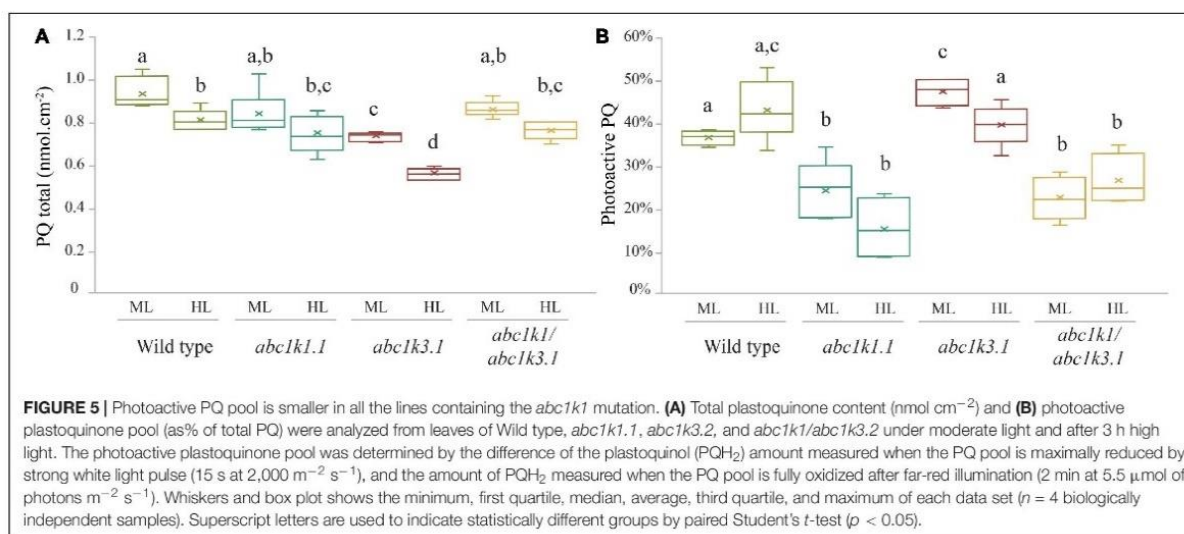 A
B
PQ total (nmol.cm-2)
1.2
1.0
0.8
0.6
0.4
0.2
0
a
b
a,b
b,c
c
d
a,b
b,c
ML HL ML HL ML HL ML HL
Wild type abc1k1.1 abc1k3.1 abc1k1/
abc1k3.1
Photoactive PQ
60%
50%
40%
30%
20%
10%
0%
a
a,c
b
b
c
a
b
b
ML HL ML HL ML HL ML HL
Wild type abc1k1.1 abc1k3.1 abc1k1/
abc1k3.1
FIGURE 5 | Photoactive PQ pool is smaller in all the lines containing the abc1k1 mutation. (A) Total plastoquinone content (nmol cm−2) and (B) photoactive
plastoquinone pool (as% of total PQ) were analyzed from leaves of Wild type, abc1k1.1, abc1k3.2, and abc1k1/abc1k3.2 under moderate light and after 3 h high
light. The photoactive plastoquinone pool was determined by the difference of the plastoquinol (PQH2) amount measured when the PQ pool is maximally reduced by
strong white light pulse (15 s at 2,000 m−2 s−1), and the amount of PQH2 measured when the PQ pool is fully oxidized after far-red illumination (2 min at 5.5 μmol of
photons m−2 s−1). Whiskers and box plot shows the minimum, first quartile, median, average, third quartile, and maximum of each data set (n = 4 biologically
independent samples). Superscript letters are used to indicate statistically different groups by paired Student's t-test (p < 0.05).